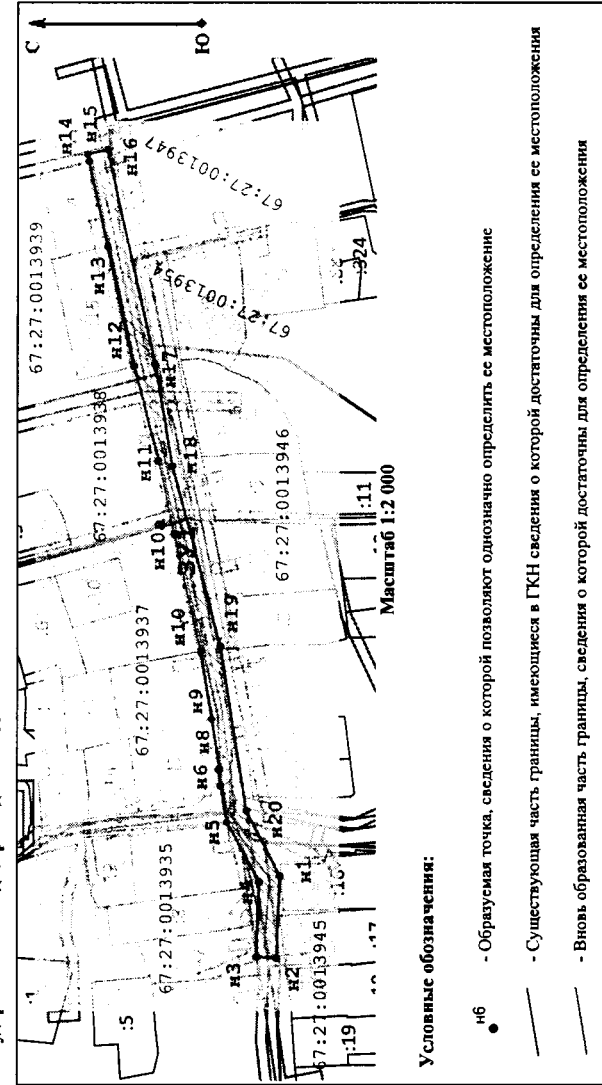 С
Ю
н14
н15
н16
67:27:0013947
67:27:0013939
н13
67:27:0013954
:324
н12
н17
67:27:0013938
н11
н18
67:27:0013946
:11
н10а
:ЗУ1
н10
н19
67:27:0013937
н9
н8
н6
н5
н20
н4
н1
67:27:0013935
н3
н2
67:27:0013945
:17
:5
:19
Масштаб 1:2 000
Условные обозначения:
н6 - Образуемая точка, сведения о которой позволяют однозначно определить ее местоположение
- Существующая часть границы, имеющиеся в ГКН сведения о которой достаточны для определения ее местоположения
- Вновь образованная часть границы, сведения о которой достаточны для определения ее местоположения